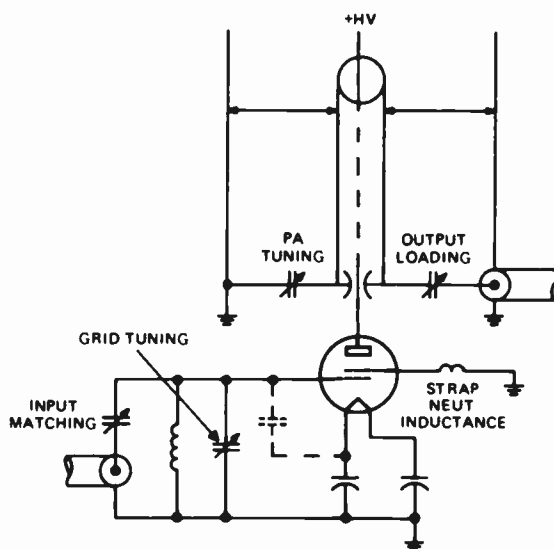 +HV
PA
TUNING
OUTPUT
LOADING
GRID TUNING
INPUT
MATCHING
STRAP
NEUT
INDUCTANCE